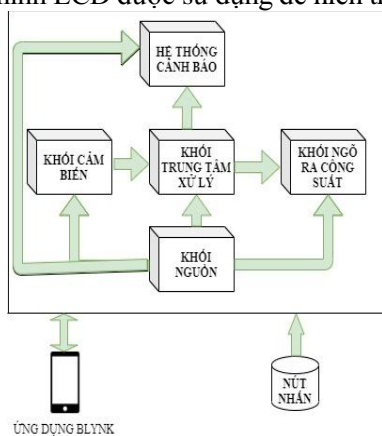 HỆ THỐNG
CẢNH BÁO
KHỐI CẢM
BIẾN
KHỐI
TRUNG TÂM
XỬ LÝ
KHỐI NGÕ
RA CÔNG
SUẤT
KHỐI
NGUỒN
NÚT
NHẤN
ỨNG DỤNG BLYNK